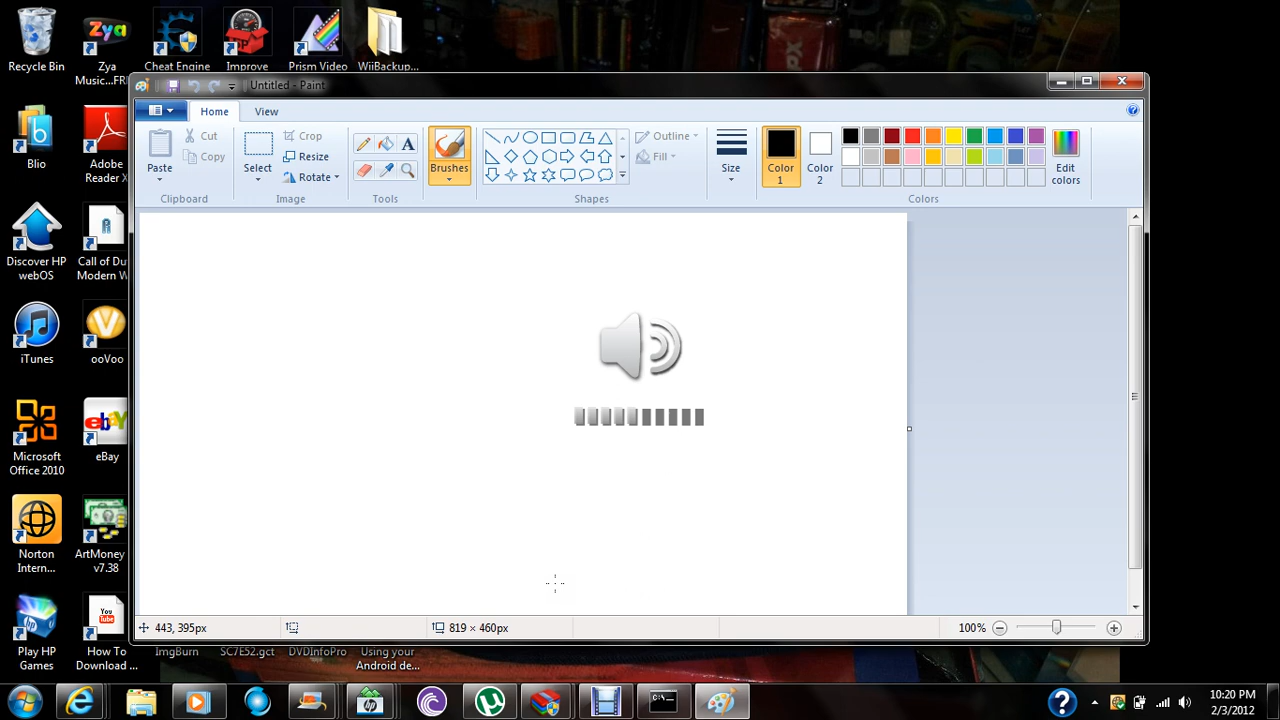 Recycle Bin
Zya
Zya
Music...FR
Cheat Engine
Improve
Prism Video
WiiBackup...
Untitled - Paint
Home
View
Paste
Cut
Copy
Clipboard
Select
Crop
Resize
Rotate
Image
A
Tools
Brushes
Shapes
Outline
Fill
Size
Color
1
Color
2
Edit
colors
Colors
b
Blio
Adobe
Reader X
Discover HP
webOS
Call of Du
Modern W
iTunes
ooVoo
Microsoft
Office 2010
ebay
eBay
Norton
Intern...
ArtMoney
v7.38
Play HP
Games
You
Tube
How To
Download ...
443, 395px
819 × 460px
100%
ImgBurn
SC7E52.gct
DVDInfoPro
Using your
Android de...
10:20 PM
2/3/2012